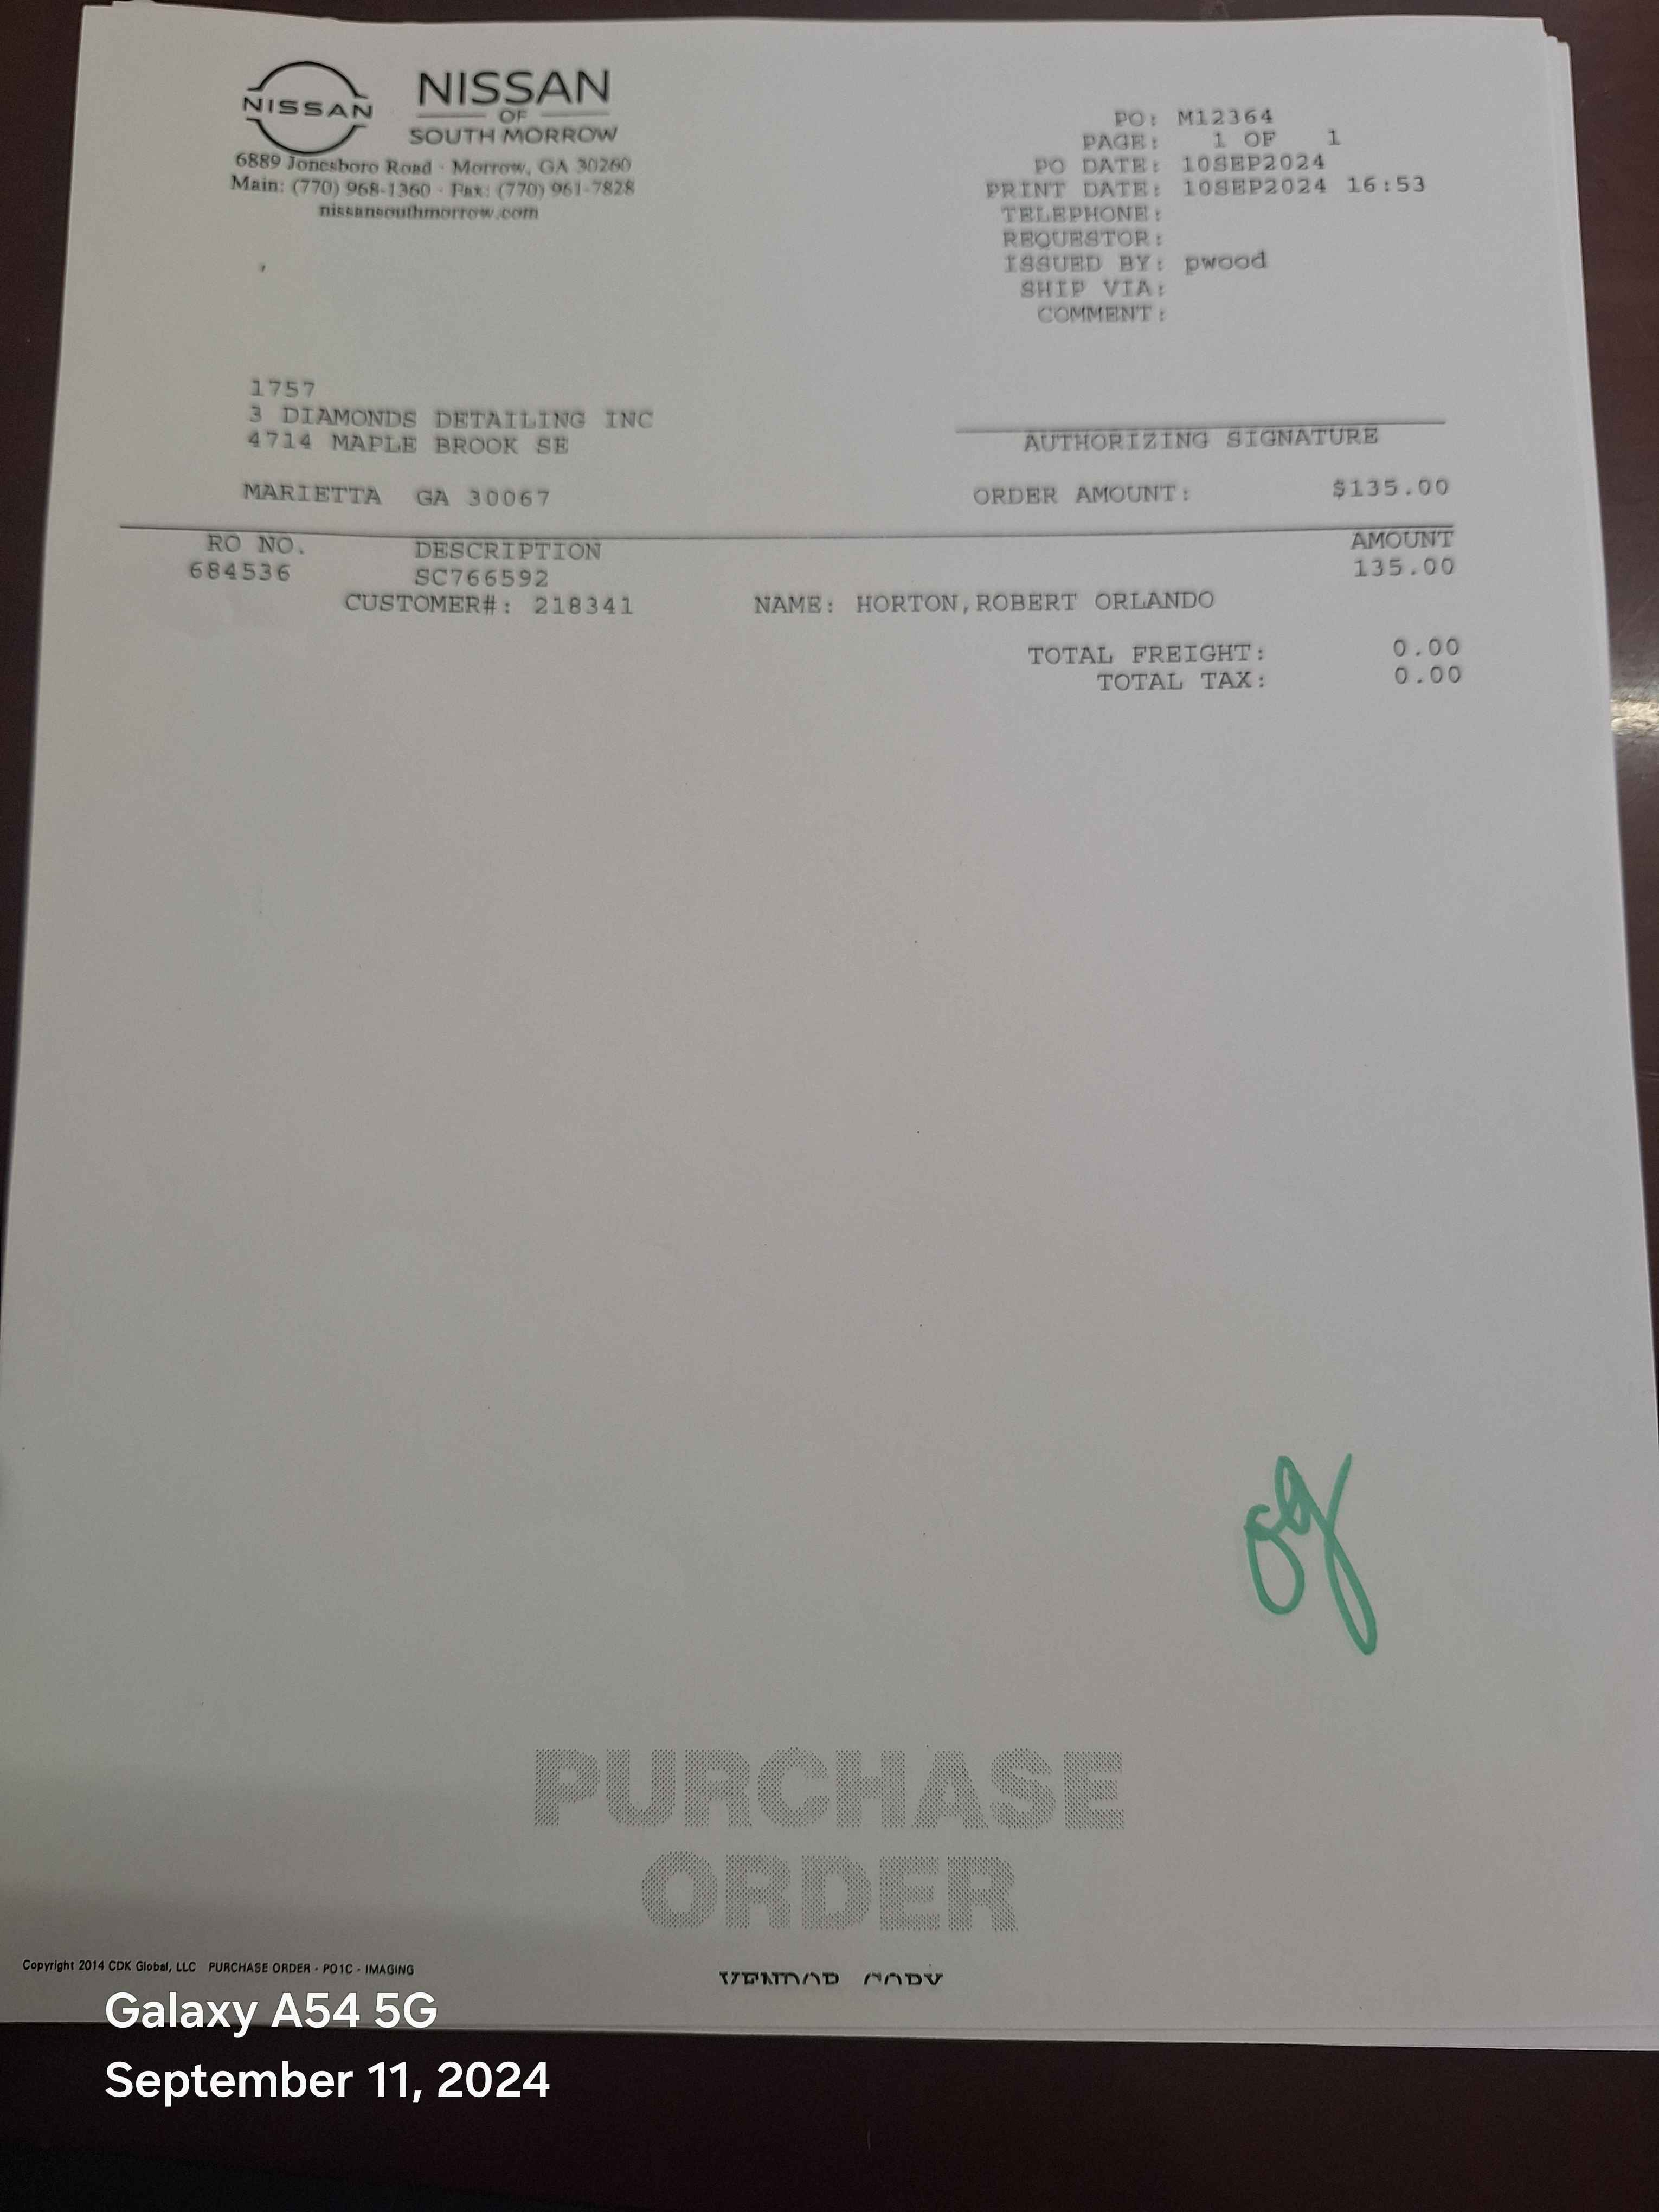 NISSAN
NISSAN
OF
SOUTH MORROW
6889 Jonesboro Road · Morrow, GA 30260
Main: (770) 968-1360 · Fax: (770) 961-7828
nissansouthmorrow.com
PO: M12364
PAGE: 1 OF 1
PO DATE: 10SEP2024
PRINT DATE: 10SEP2024 16:53
TELEPHONE:
REQUESTOR:
ISSUED BY: pwood
SHIP VIA:
COMMENT:
1757
3 DIAMONDS DETAILING INC
4714 MAPLE BROOK SE
MARIETTA GA 30067
AUTHORIZING SIGNATURE
ORDER AMOUNT: $135.00
RO NO. DESCRIPTION AMOUNT
684536 SC766592 135.00
CUSTOMER#: 218341 NAME: HORTON,ROBERT ORLANDO
TOTAL FREIGHT: 0.00
TOTAL TAX: 0.00
PURCHASE
ORDER
Copyright 2014 CDK Global, LLC PURCHASE ORDER - PO1C - IMAGING
VENDOR COPY
Galaxy A54 5G
September 11, 2024